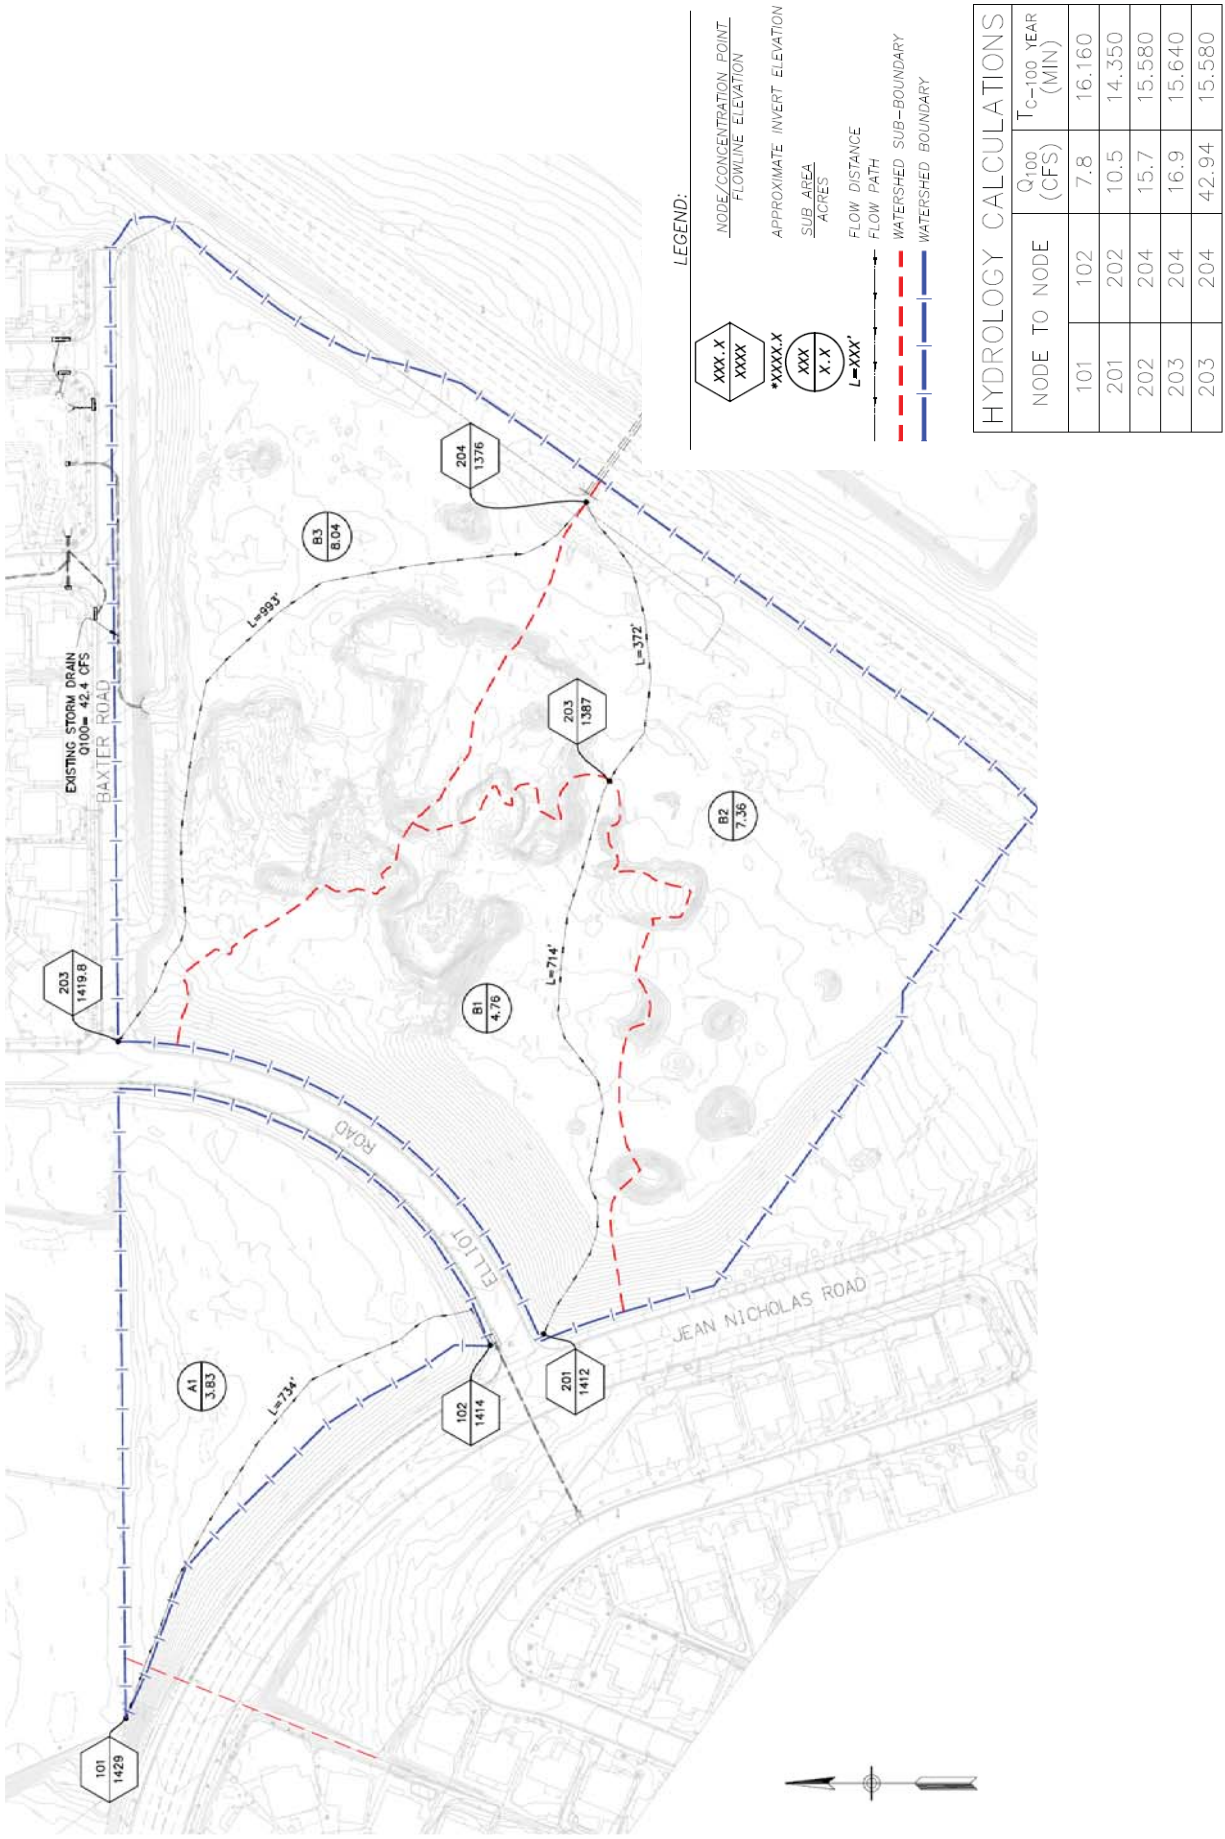 LEGEND:
XXX.X
XXXX
NODE/CONCENTRATION POINT
FLOWLINE ELEVATION
*XXXX.X
APPROXIMATE INVERT ELEVATION
XXX
X.X
SUB AREA
ACRES
L=XXX'
FLOW DISTANCE
FLOW PATH
WATERSHED SUB-BOUNDARY
WATERSHED BOUNDARY
HYDROLOGY CALCULATIONS
NODE TO NODE Q100 (CFS) Tc-100 YEAR (MIN)
101 102 7.8 16.160
201 202 10.5 14.350
202 204 15.7 15.580
203 204 16.9 15.640
203 204 42.94 15.580
EXISTING STORM DRAIN
Q100= 42.4 CFS
BAXTER ROAD
203
1419.8
L=993'
B3
8.04
204
1376
L=372'
203
1387
B2
7.36
L=714'
B1
4.76
ELLIOT ROAD
JEAN NICHOLAS ROAD
201
1412
102
1414
A1
3.83
L=734'
101
1429